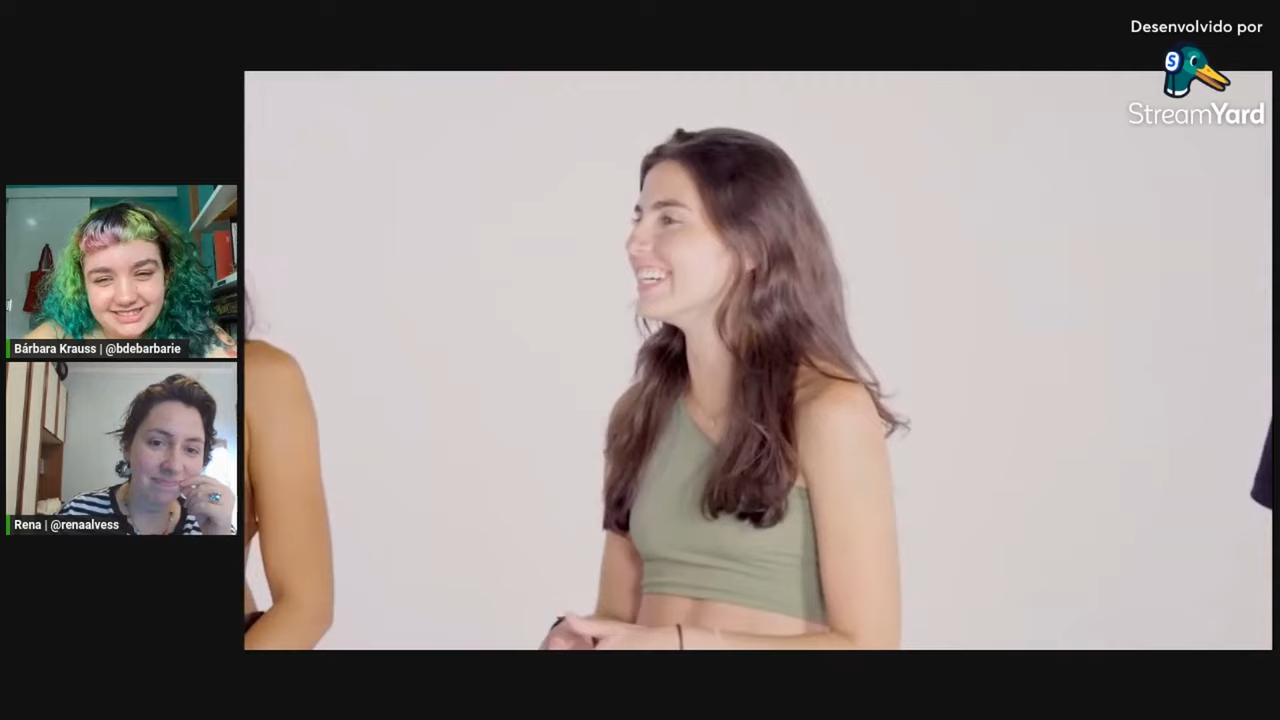 Desenvolvido por
StreamYard
Bárbara Krauss | @bdebarbarie
Rena | @renaalvess